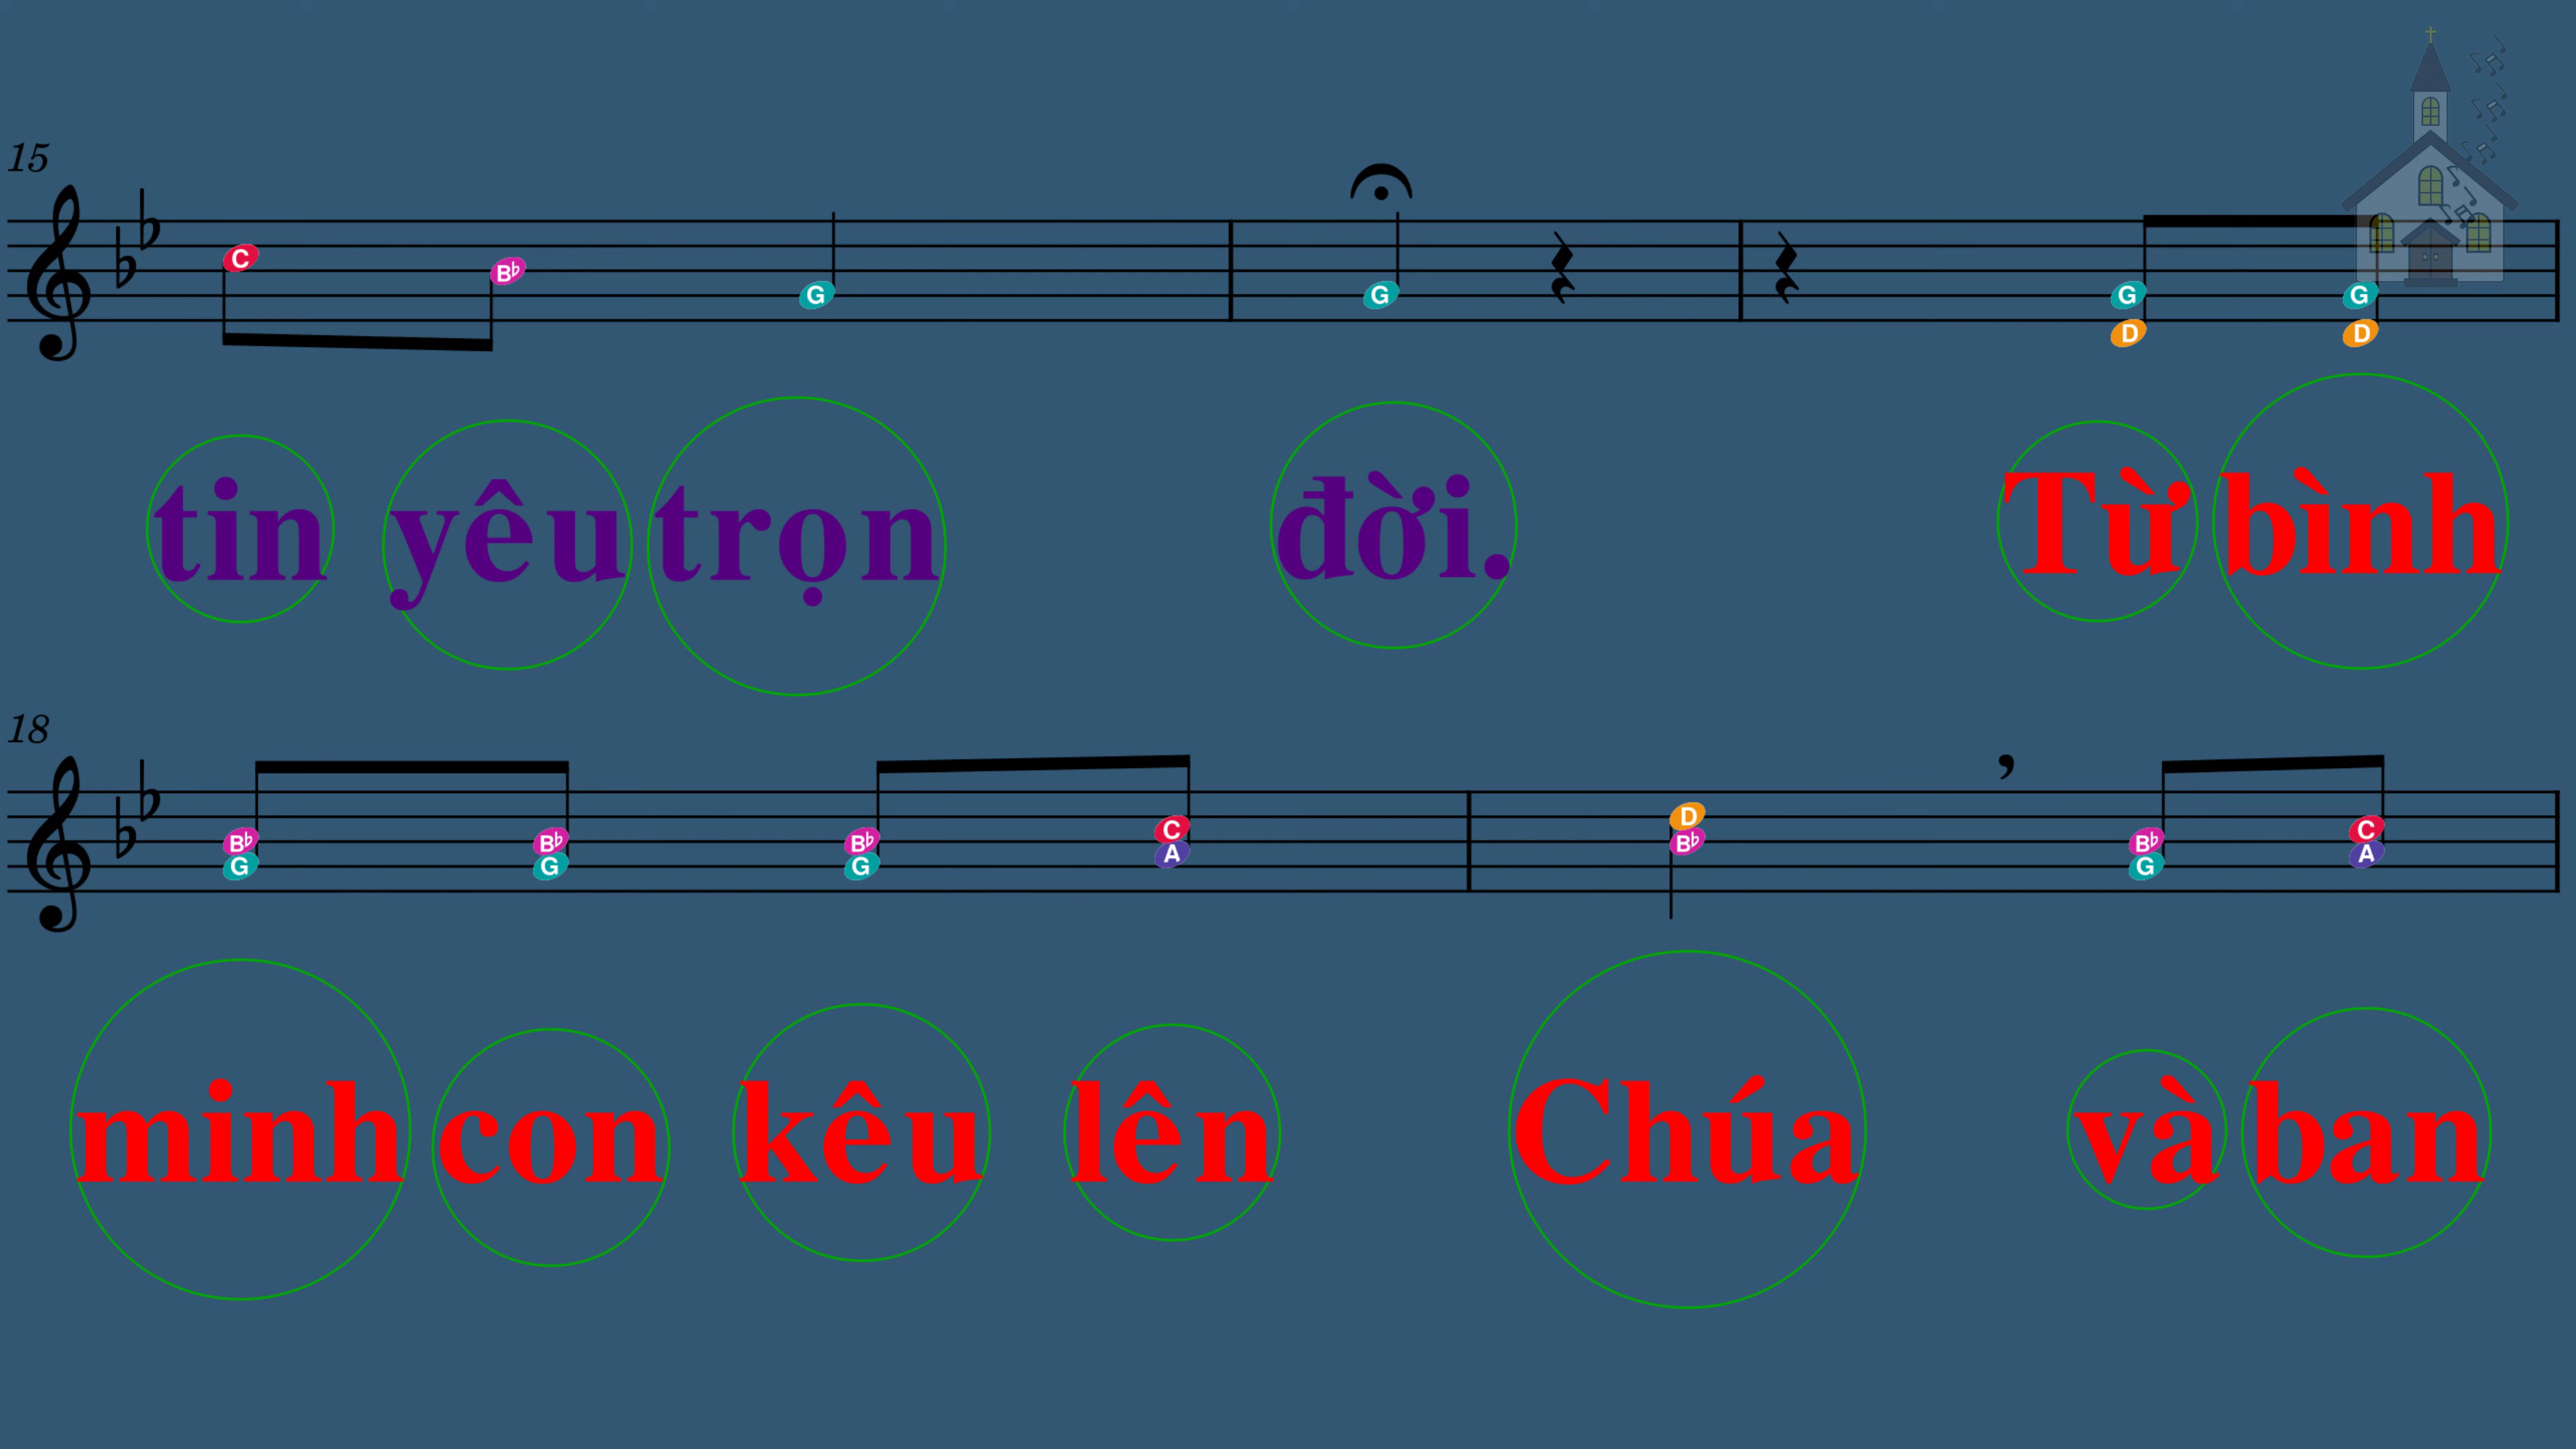 15
C B♭ G G G G
D D
tin yêu trọn đời. Từ bình
18
B♭ B♭ B♭ C D B♭ C
G G G A B♭ G A
minh con kêu lên Chúa và ban